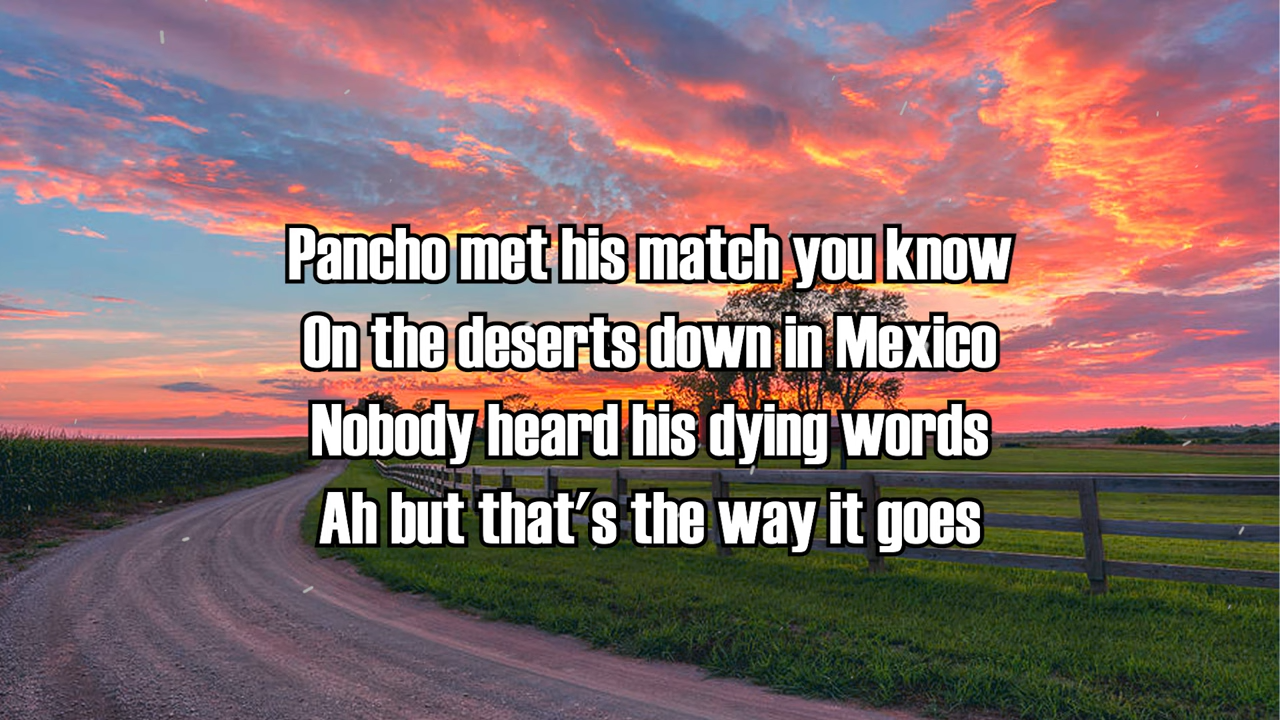 Pancho met his match you know
On the deserts down in Mexico
Nobody heard his dying words
Ah but that's the way it goes